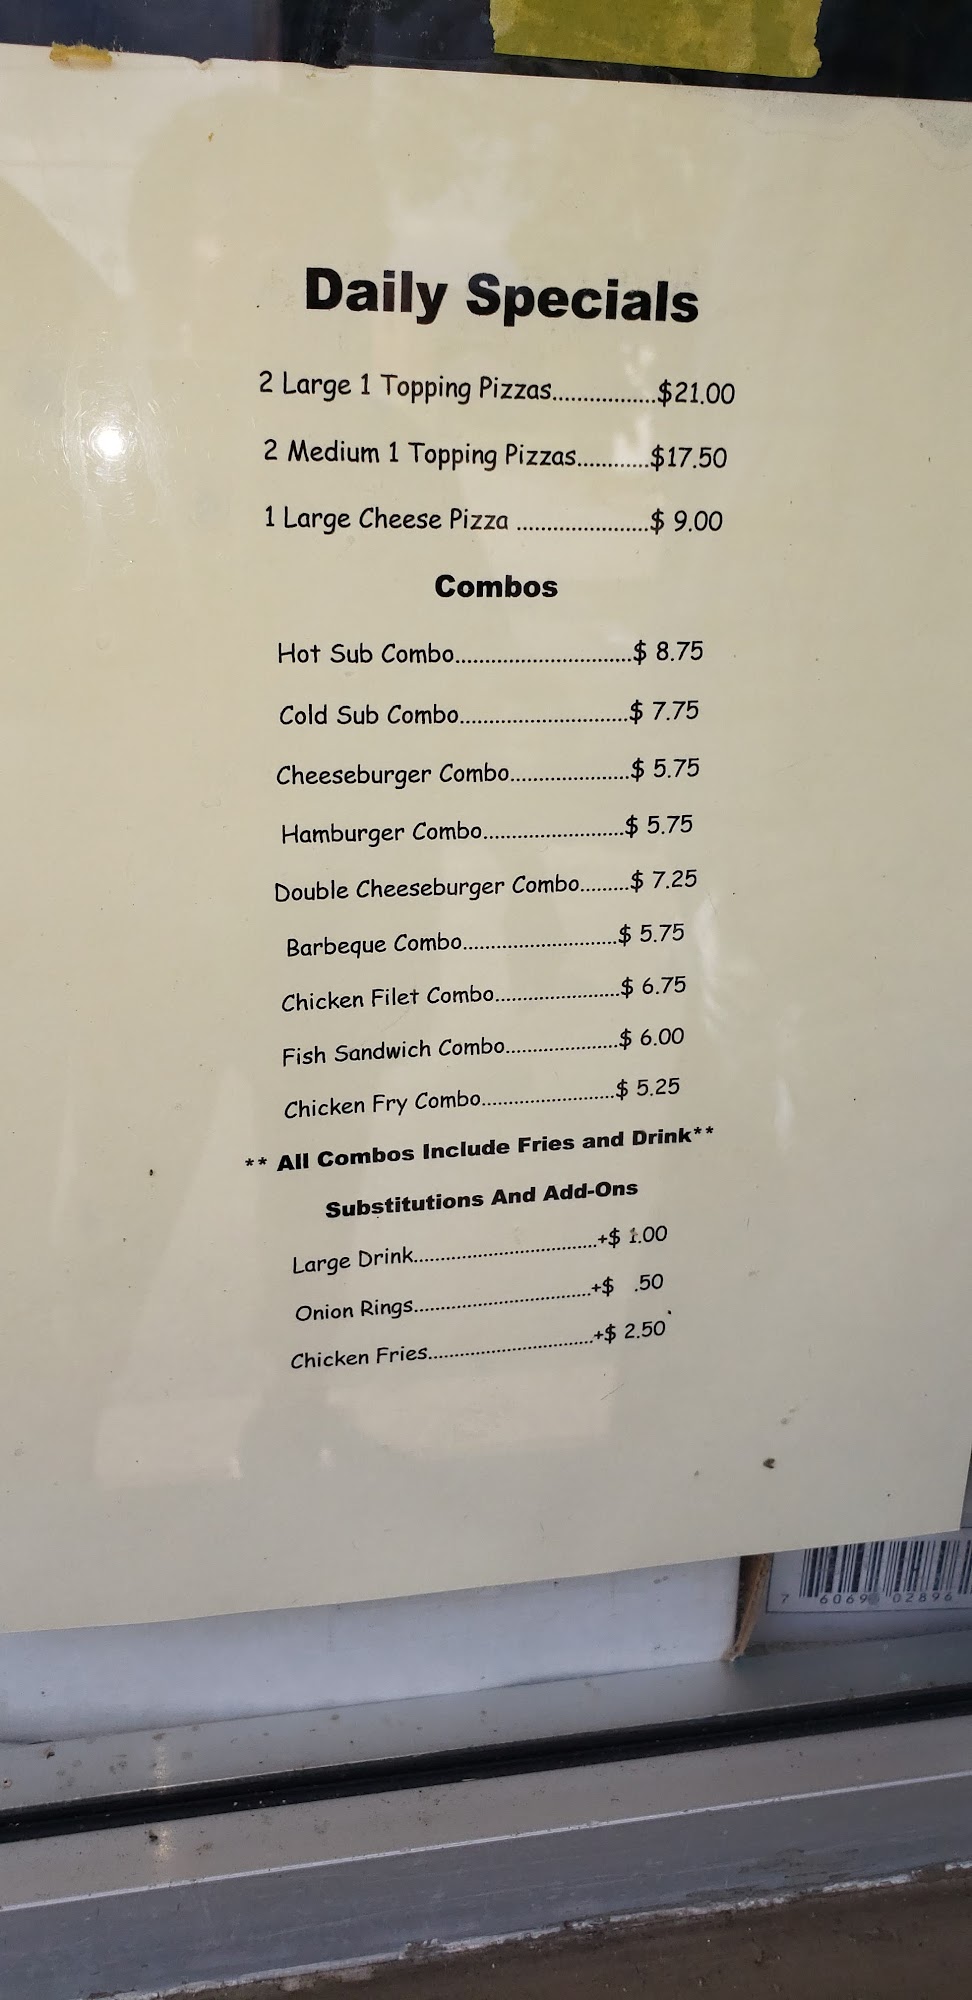 Daily Specials
2 Large 1 Topping Pizzas.................$21.00
2 Medium 1 Topping Pizzas............$17.50
1 Large Cheese Pizza ......................$ 9.00
Combos
Hot Sub Combo..............................$ 8.75
Cold Sub Combo............................$ 7.75
Cheeseburger Combo....................$ 5.75
Hamburger Combo........................$ 5.75
Double Cheeseburger Combo.........$ 7.25
Barbeque Combo...........................$ 5.75
Chicken Filet Combo......................$ 6.75
Fish Sandwich Combo....................$ 6.00
Chicken Fry Combo........................$ 5.25
** All Combos Include Fries and Drink**
Substitutions And Add-Ons
Large Drink.................................+$ 1.00
Onion Rings................................+$ .50
Chicken Fries..............................+$ 2.50